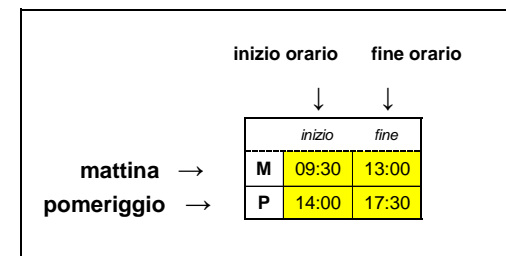 inizio orario fine orario
↓ ↓
inizio fine
mattina → M 09:30 13:00
pomeriggio → P 14:00 17:30